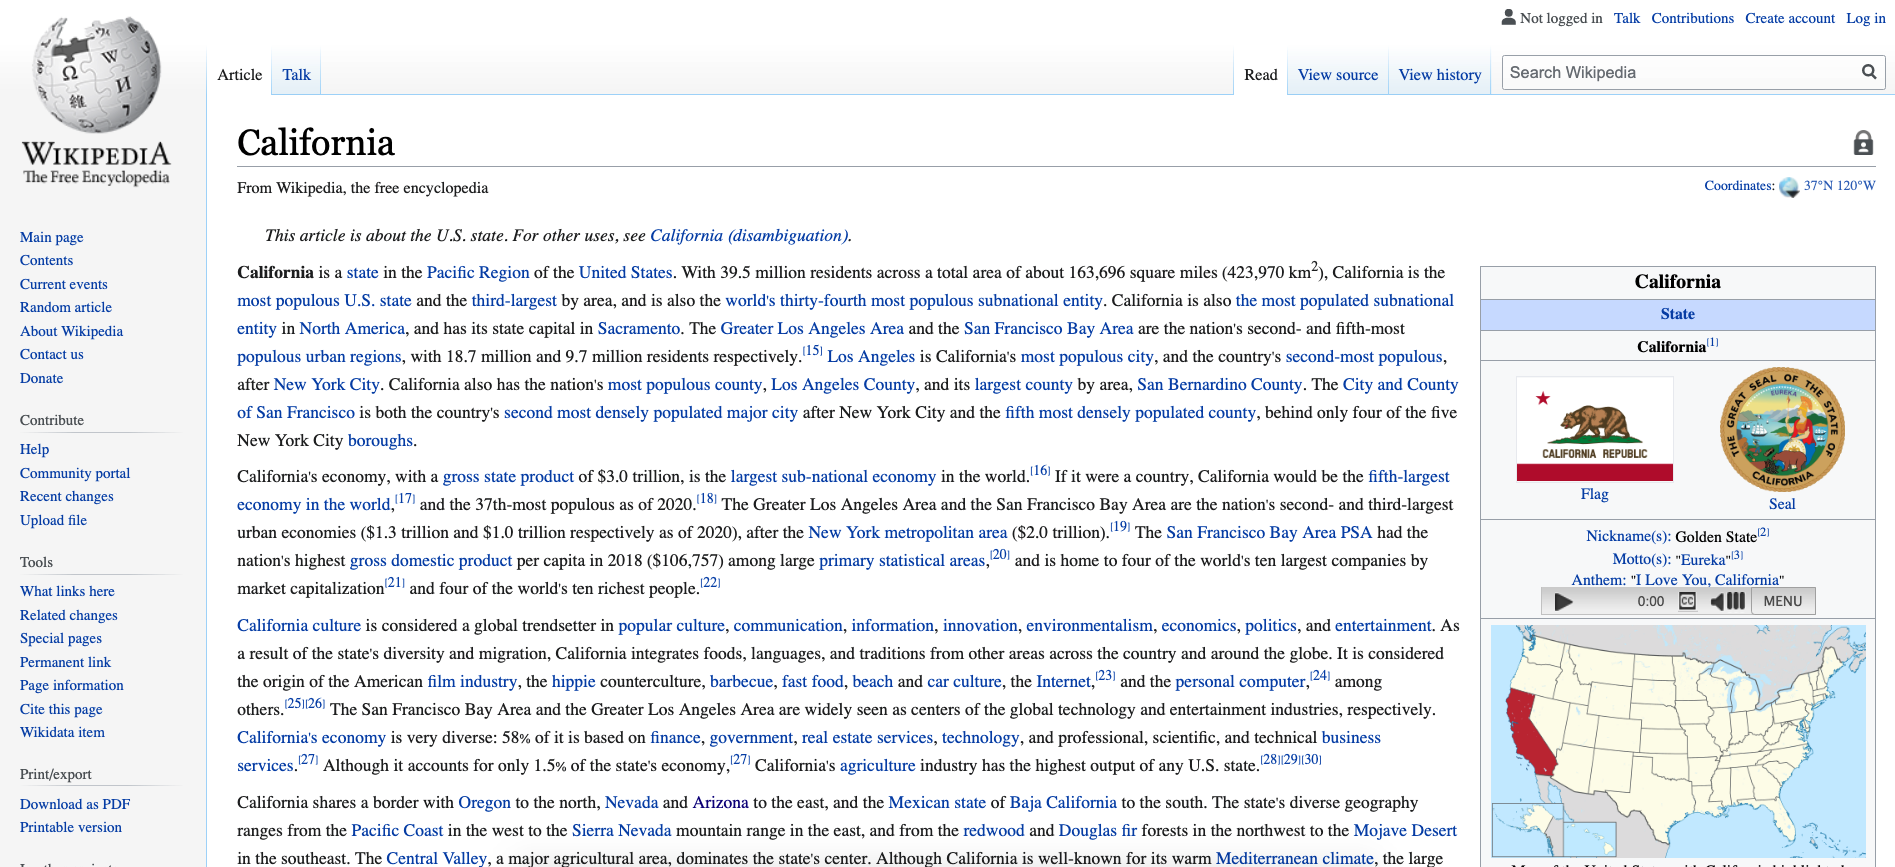 Not logged in Talk Contributions Create account Log in
Article Talk Read View source View history Search Wikipedia
WIKIPEDIA
The Free Encyclopedia
Main page
Contents
Current events
Random article
About Wikipedia
Contact us
Donate
Contribute
Help
Community portal
Recent changes
Upload file
Tools
What links here
Related changes
Special pages
Permanent link
Page information
Cite this page
Wikidata item
Print/export
Download as PDF
Printable version
California
From Wikipedia, the free encyclopedia
Coordinates: 37°N 120°W
This article is about the U.S. state. For other uses, see California (disambiguation).
California is a state in the Pacific Region of the United States. With 39.5 million residents across a total area of about 163,696 square miles (423,970 km2), California is the
most populous U.S. state and the third-largest by area, and is also the world's thirty-fourth most populous subnational entity. California is also the most populated subnational
entity in North America, and has its state capital in Sacramento. The Greater Los Angeles Area and the San Francisco Bay Area are the nation's second- and fifth-most
populous urban regions, with 18.7 million and 9.7 million residents respectively.[15] Los Angeles is California's most populous city, and the country's second-most populous,
after New York City. California also has the nation's most populous county, Los Angeles County, and its largest county by area, San Bernardino County. The City and County
of San Francisco is both the country's second most densely populated major city after New York City and the fifth most densely populated county, behind only four of the five
New York City boroughs.
California's economy, with a gross state product of $3.0 trillion, is the largest sub-national economy in the world.[16] If it were a country, California would be the fifth-largest
economy in the world,[17] and the 37th-most populous as of 2020.[18] The Greater Los Angeles Area and the San Francisco Bay Area are the nation's second- and third-largest
urban economies ($1.3 trillion and $1.0 trillion respectively as of 2020), after the New York metropolitan area ($2.0 trillion).[19] The San Francisco Bay Area PSA had the
nation's highest gross domestic product per capita in 2018 ($106,757) among large primary statistical areas,[20] and is home to four of the world's ten largest companies by
market capitalization[21] and four of the world's ten richest people.[22]
California culture is considered a global trendsetter in popular culture, communication, information, innovation, environmentalism, economics, politics, and entertainment. As
a result of the state's diversity and migration, California integrates foods, languages, and traditions from other areas across the country and around the globe. It is considered
the origin of the American film industry, the hippie counterculture, barbecue, fast food, beach and car culture, the Internet,[23] and the personal computer,[24] among
others.[25][26] The San Francisco Bay Area and the Greater Los Angeles Area are widely seen as centers of the global technology and entertainment industries, respectively.
California's economy is very diverse: 58% of it is based on finance, government, real estate services, technology, and professional, scientific, and technical business
services.[27] Although it accounts for only 1.5% of the state's economy,[27] California's agriculture industry has the highest output of any U.S. state.[28][29][30]
California shares a border with Oregon to the north, Nevada and Arizona to the east, and the Mexican state of Baja California to the south. The state's diverse geography
ranges from the Pacific Coast in the west to the Sierra Nevada mountain range in the east, and from the redwood and Douglas fir forests in the northwest to the Mojave Desert
in the southeast. The Central Valley, a major agricultural area, dominates the state's center. Although California is well-known for its warm Mediterranean climate, the large
California
State
California[1]
CALIFORNIA REPUBLIC
THE GREAT SEAL OF THE STATE OF CALIFORNIA
EUREKA
Flag
Seal
Nickname(s): Golden State[2]
Motto(s): "Eureka"[3]
Anthem: "I Love You, California"
0:00 CC MENU